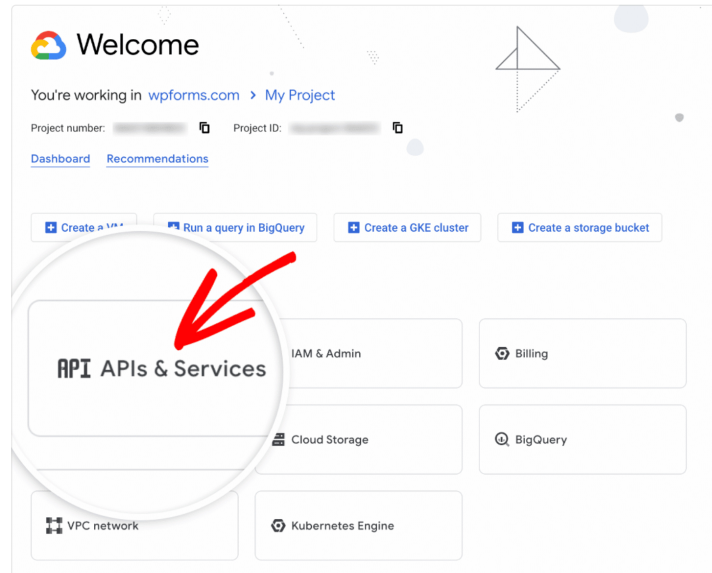 Welcome
You're working in wpforms.com > My Project
Project number: Project ID:
Dashboard Recommendations
Create a VM Run a query in BigQuery Create a GKE cluster Create a storage bucket
API APIs & Services IAM & Admin Billing
Cloud Storage BigQuery
VPC network Kubernetes Engine